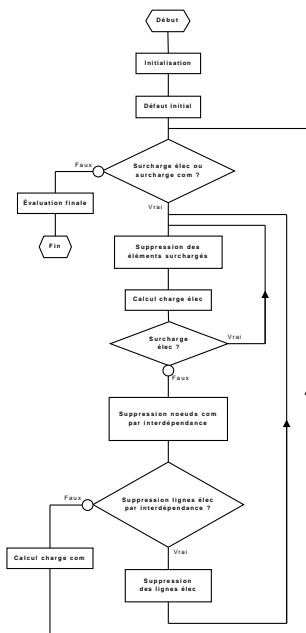 Début
Initialisation
Défaut initial
Surcharge élec ou
surcharge com ?
Faux
Évaluation finale
Vrai
Fin
Suppression des
éléments surchargés
Calcul charge élec
Surcharge
élec ?
Vrai
Faux
Suppression noeuds com
par interdépendance
Suppression lignes élec
par interdépendance ?
Faux
Calcul charge com
Vrai
Suppression
des lignes élec